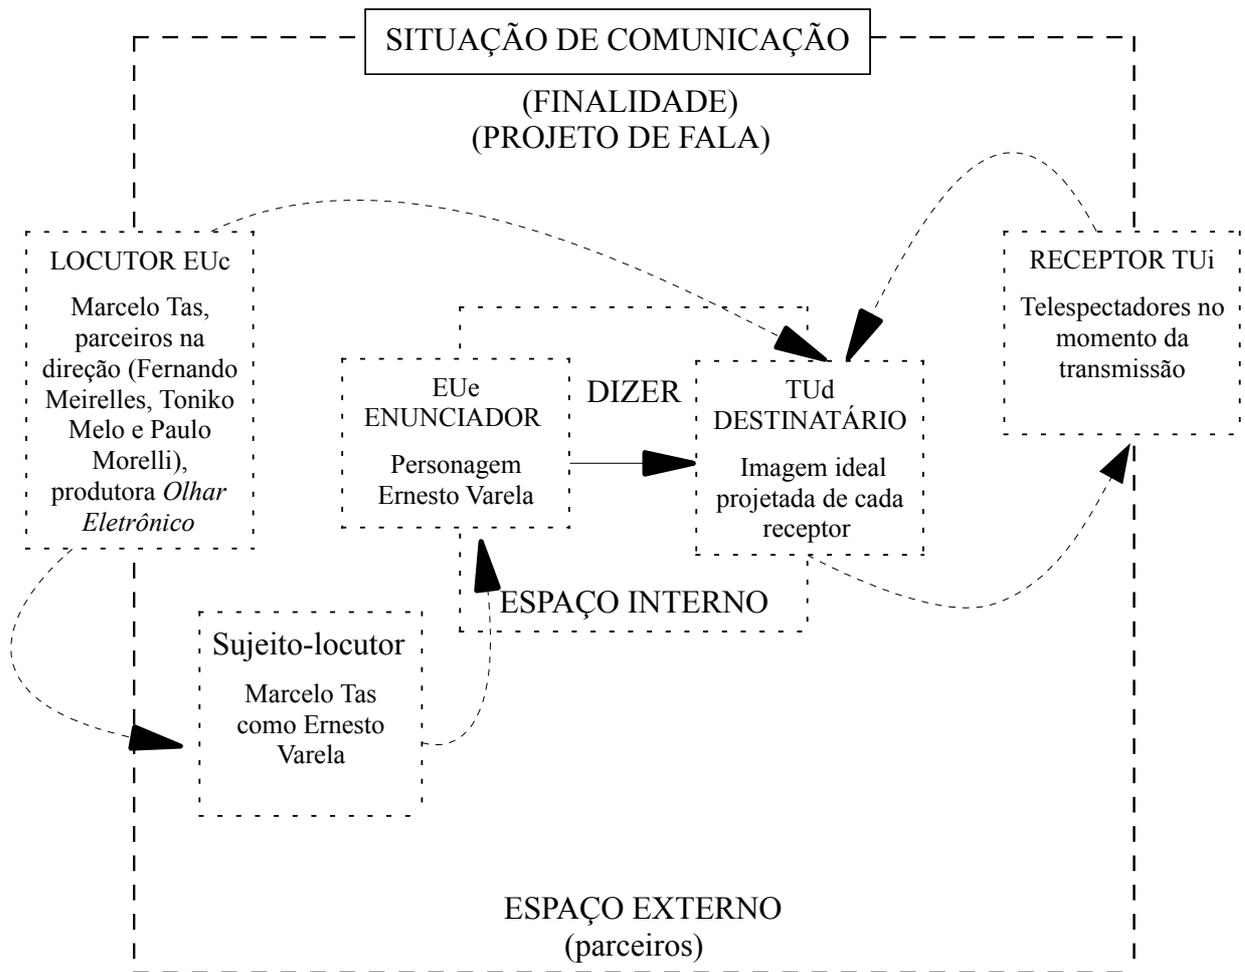 SITUAÇÃO DE COMUNICAÇÃO
(FINALIDADE)
(PROJETO DE FALA)
LOCUTOR EUc
Marcelo Tas,
parceiros na
direção (Fernando
Meirelles, Toniko
Melo e Paulo
Morelli),
produtora Olhar
Eletrônico
EUe
ENUNCIADOR
Personagem
Ernesto Varela
DIZER
TUd
DESTINATÁRIO
Imagem ideal
projetada de cada
receptor
RECEPTOR TUi
Telespectadores no
momento da
transmissão
ESPAÇO INTERNO
Sujeito-locutor
Marcelo Tas
como Ernesto
Varela
ESPAÇO EXTERNO
(parceiros)